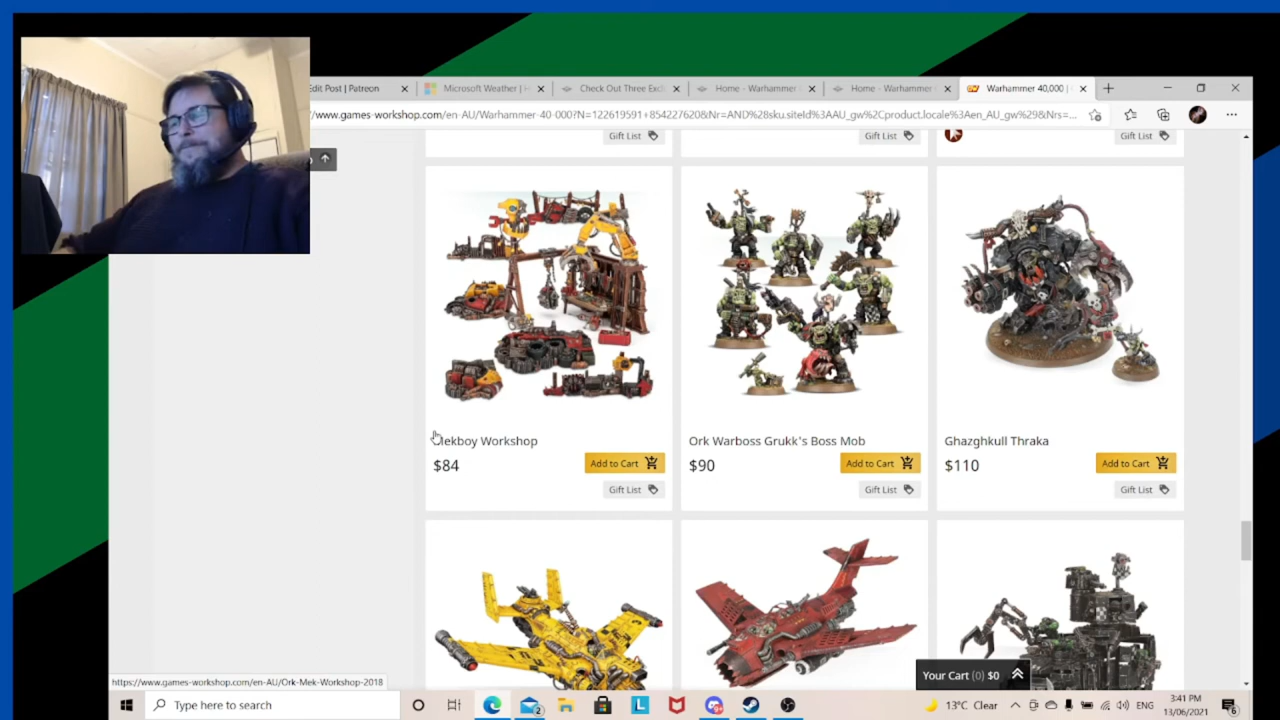 Edit Post | Patreon
Microsoft Weather | H
Check Out Three Exc
Home - Warhammer
Home - Warhammer
Warhammer 40,000 |
/www.games-workshop.com/en-AU/Warhammer-40-000?N=122619591+854227620&Nr=AND%28sku.siteId%3AAU_gw%2Cproduct.locale%3Aen_AU_gw%29&Nrs=...
Gift List
Gift List
Gift List
Mekboy Workshop
Ork Warboss Grukk's Boss Mob
Ghazghkull Thraka
$84
Add to Cart
$90
Add to Cart
$110
Add to Cart
Gift List
Gift List
Gift List
Your Cart (0) $0
https://www.games-workshop.com/en-AU/Ork-Mek-Workshop-2018
Type here to search
2
9+
13°C Clear
ENG
3:41 PM
13/06/2021
6